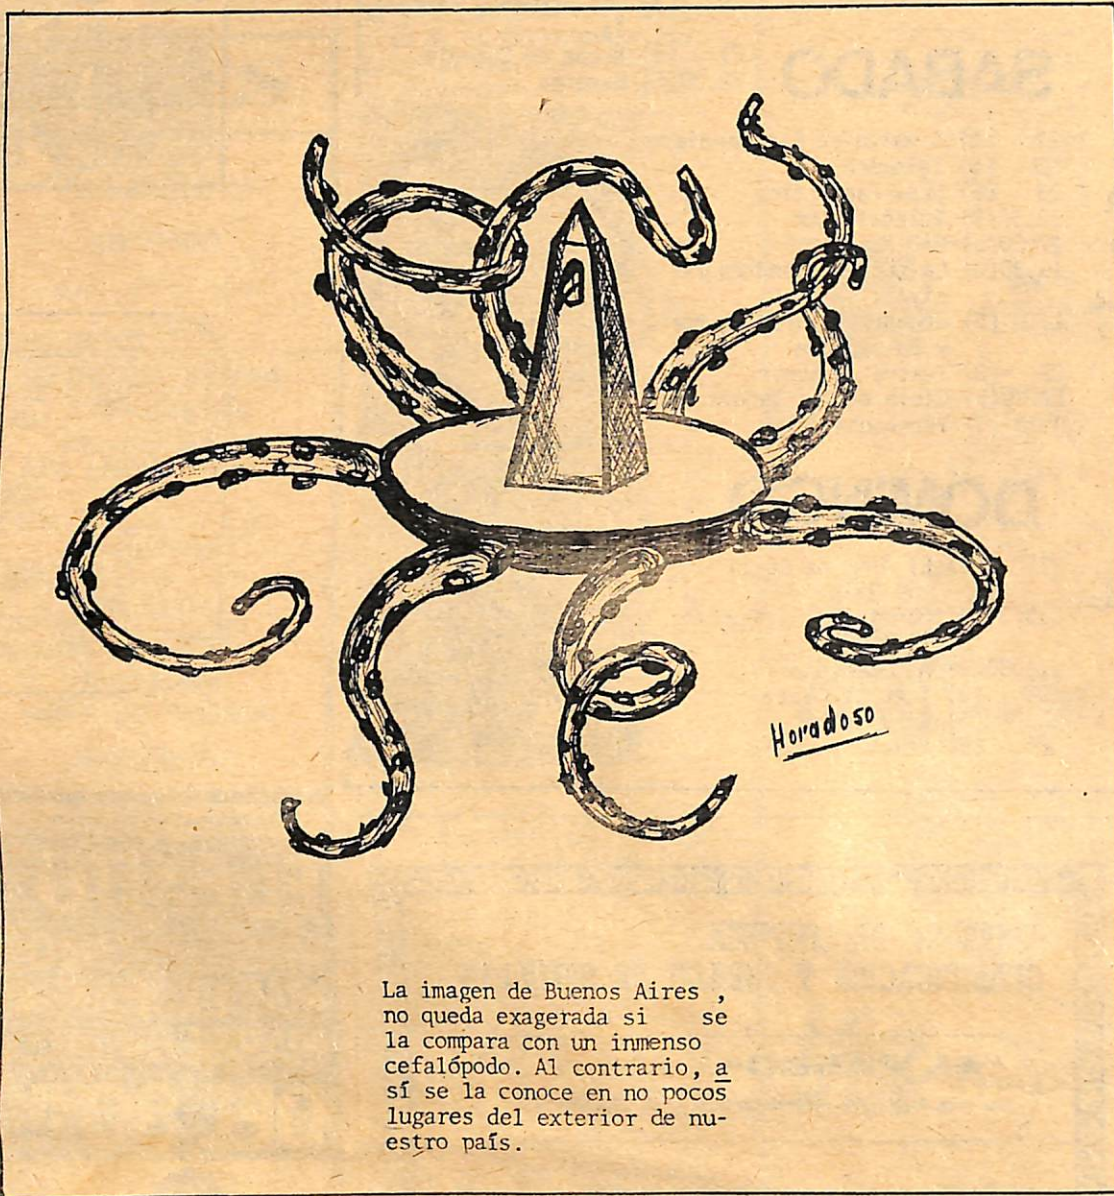 Horadoso
La imagen de Buenos Aires ,
no queda exagerada si se
la compara con un inmenso
cefalópodo. Al contrario, a
sí se la conoce en no pocos
lugares del exterior de nu-
estro país.